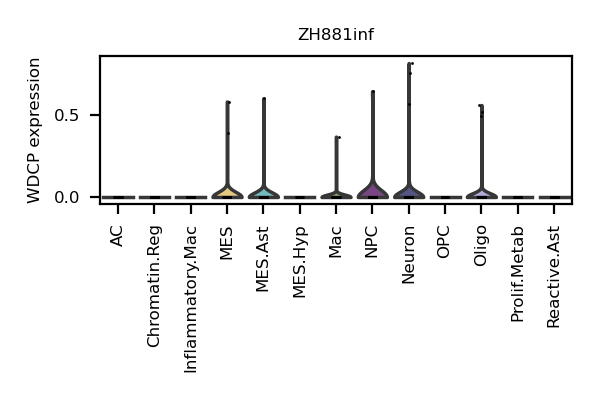 ZH881inf
WDCP expression
0.5
0.0
AC
Chromatin.Reg
Inflammatory.Mac
MES
MES.Ast
MES.Hyp
Mac
NPC
Neuron
OPC
Oligo
Prolif.Metab
Reactive.Ast